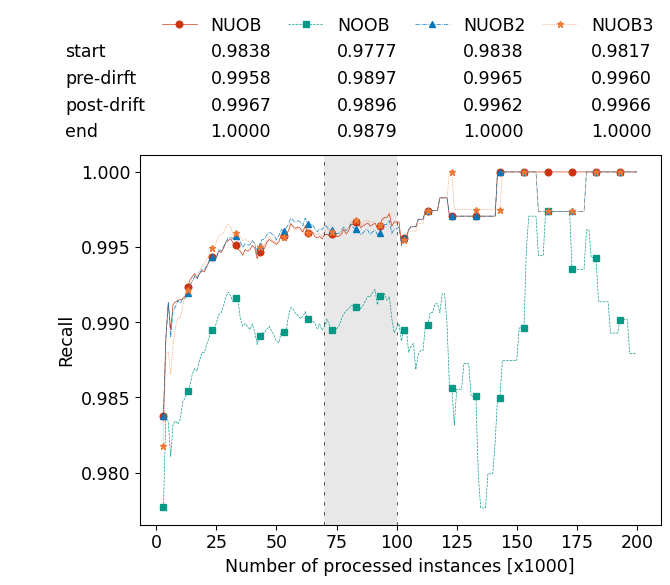 NUOB NOOB NUOB2 NUOB3
start 0.9838 0.9777 0.9838 0.9817
pre-dirft 0.9958 0.9897 0.9965 0.9960
post-drift 0.9967 0.9896 0.9962 0.9966
end 1.0000 0.9879 1.0000 1.0000
1.000
0.995
0.990
0.985
0.980
Recall
0 25 50 75 100 125 150 175 200
Number of processed instances [x1000]